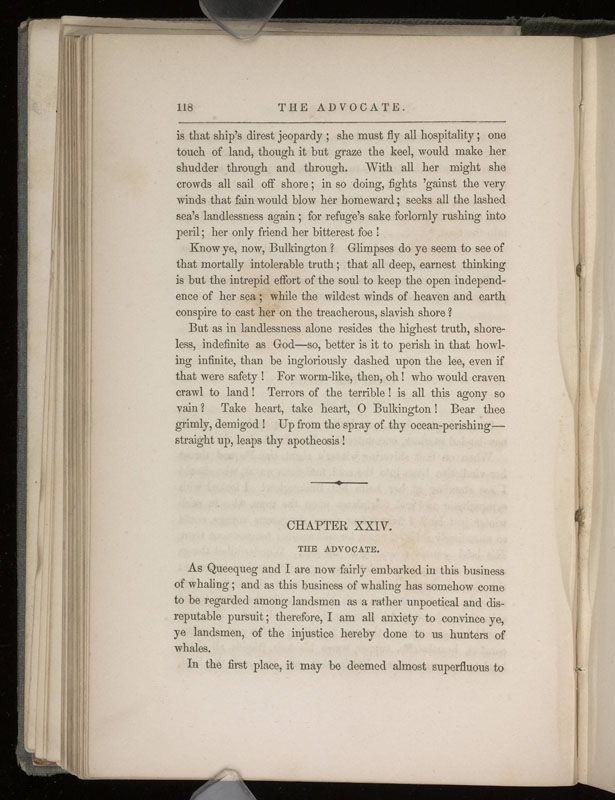 118 THE ADVOCATE.
is that ship's direst jeopardy ; she must fly all hospitality ; one
touch of land, though it but graze the keel, would make her
shudder through and through. With all her might she
crowds all sail off shore ; in so doing, fights 'gainst the very
winds that fain would blow her homeward ; seeks all the lashed
sea's landlessness again ; for refuge's sake forlornly rushing into
peril ; her only friend her bitterest foe !
Know ye, now, Bulkington ? Glimpses do ye seem to see of
that mortally intolerable truth ; that all deep, earnest thinking
is but the intrepid effort of the soul to keep the open independ-
ence of her sea ; while the wildest winds of heaven and earth
conspire to cast her on the treacherous, slavish shore ?
But as in landlessness alone resides the highest truth, shore-
less, indefinite as God—so, better is it to perish in that howl-
ing infinite, than be ingloriously dashed upon the lee, even if
that were safety ! For worm-like, then, oh ! who would craven
crawl to land ! Terrors of the terrible ! is all this agony so
vain ? Take heart, take heart, O Bulkington ! Bear thee
grimly, demigod ! Up from the spray of thy ocean-perishing—
straight up, leaps thy apotheosis !
CHAPTER XXIV.
THE ADVOCATE.
As Queequeg and I are now fairly embarked in this business
of whaling ; and as this business of whaling has somehow come
to be regarded among landsmen as a rather unpoetical and dis-
reputable pursuit ; therefore, I am all anxiety to convince ye,
ye landsmen, of the injustice hereby done to us hunters of
whales.
In the first place, it may be deemed almost superfluous to